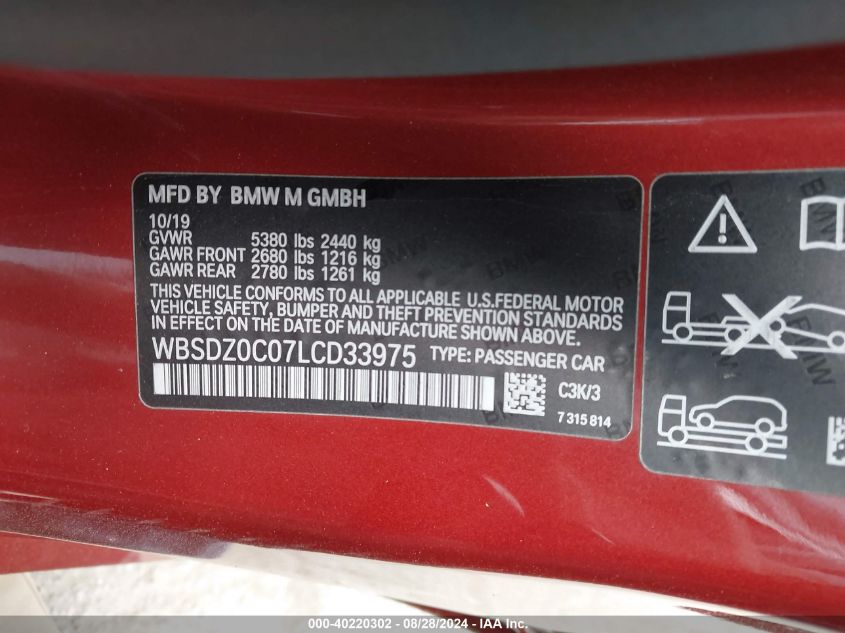 MFD BY BMW M GMBH
10/19
GVWR 5380 lbs 2440 kg
GAWR FRONT 2680 lbs 1216 kg
GAWR REAR 2780 lbs 1261 kg
THIS VEHICLE CONFORMS TO ALL APPLICABLE U.S.FEDERAL MOTOR
VEHICLE SAFETY, BUMPER AND THEFT PREVENTION STANDARDS
IN EFFECT ON THE DATE OF MANUFACTURE SHOWN ABOVE.
WBSDZ0C07LCD33975 TYPE: PASSENGER CAR
C3K/3
7 315 814
BMW
BMW
BMW
000-40220302 - 08/28/2024 - IAA Inc.